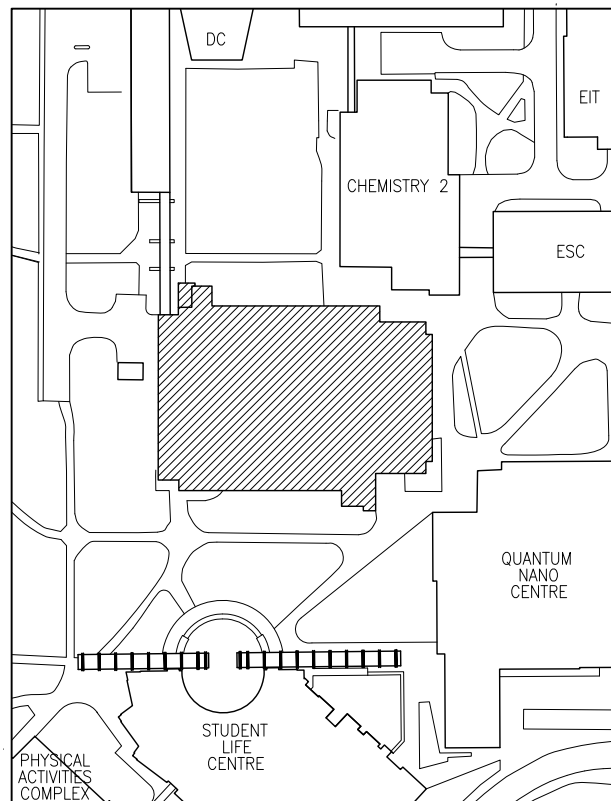 DC
EIT
CHEMISTRY 2
ESC
QUANTUM
NANO
CENTRE
STUDENT
LIFE
CENTRE
PHYSICAL
ACTIVITIES
COMPLEX